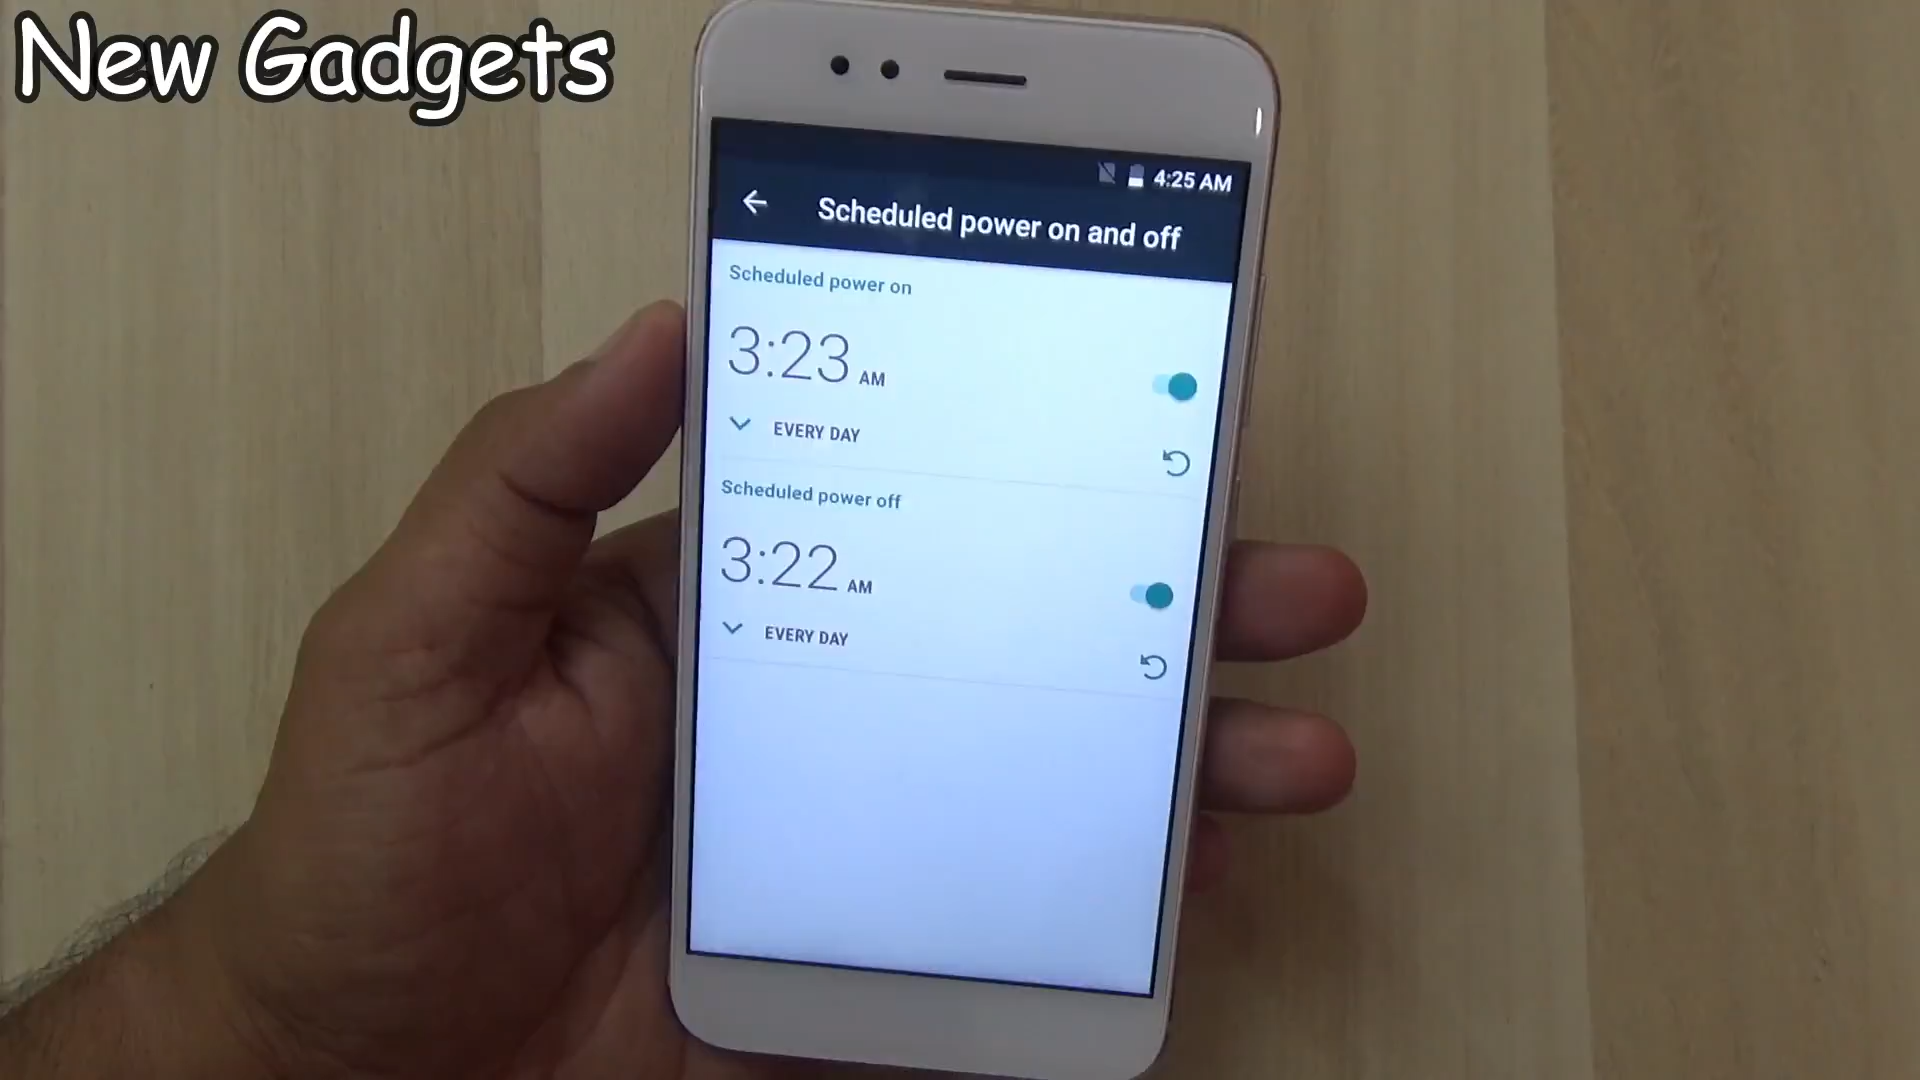 New Gadgets
4:25 AM
Scheduled power on and off
Scheduled power on
3:23 AM
EVERY DAY
Scheduled power off
3:22 AM
EVERY DAY